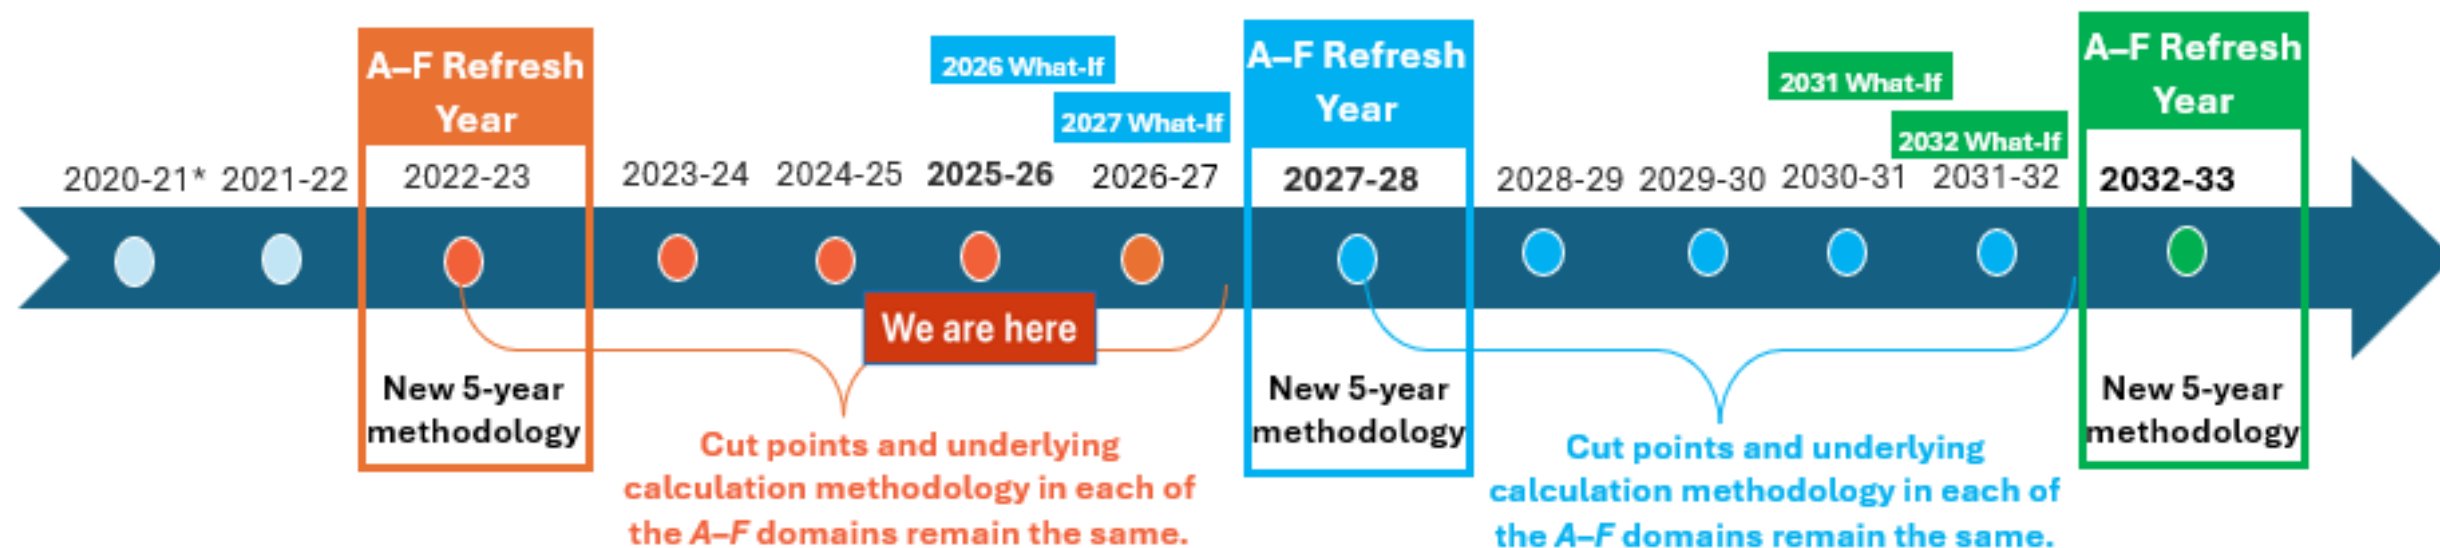 A–F Refresh
Year
2026 What-If
2027 What-If
A–F Refresh
Year
2031 What-If
2032 What-If
A–F Refresh
Year
2020-21* 2021-22 2022-23 2023-24 2024-25 2025-26 2026-27 2027-28 2028-29 2029-30 2030-31 2031-32 2032-33
We are here
New 5-year
methodology
Cut points and underlying
calculation methodology in each of
the A–F domains remain the same.
New 5-year
methodology
Cut points and underlying
calculation methodology in each of
the A–F domains remain the same.
New 5-year
methodology